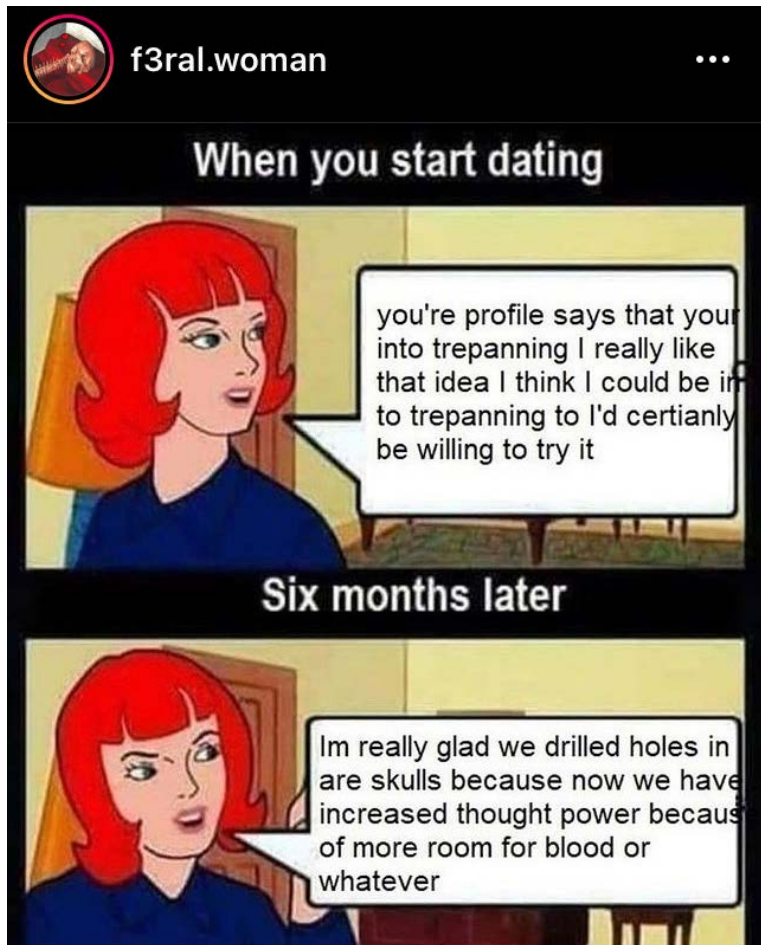 f3ral.woman
When you start dating
you're profile says that your
into trepanning I really like
that idea I think I could be in
to trepanning to I'd certianly
be willing to try it
Six months later
Im really glad we drilled holes in
are skulls because now we have
increased thought power becaus
of more room for blood or
whatever